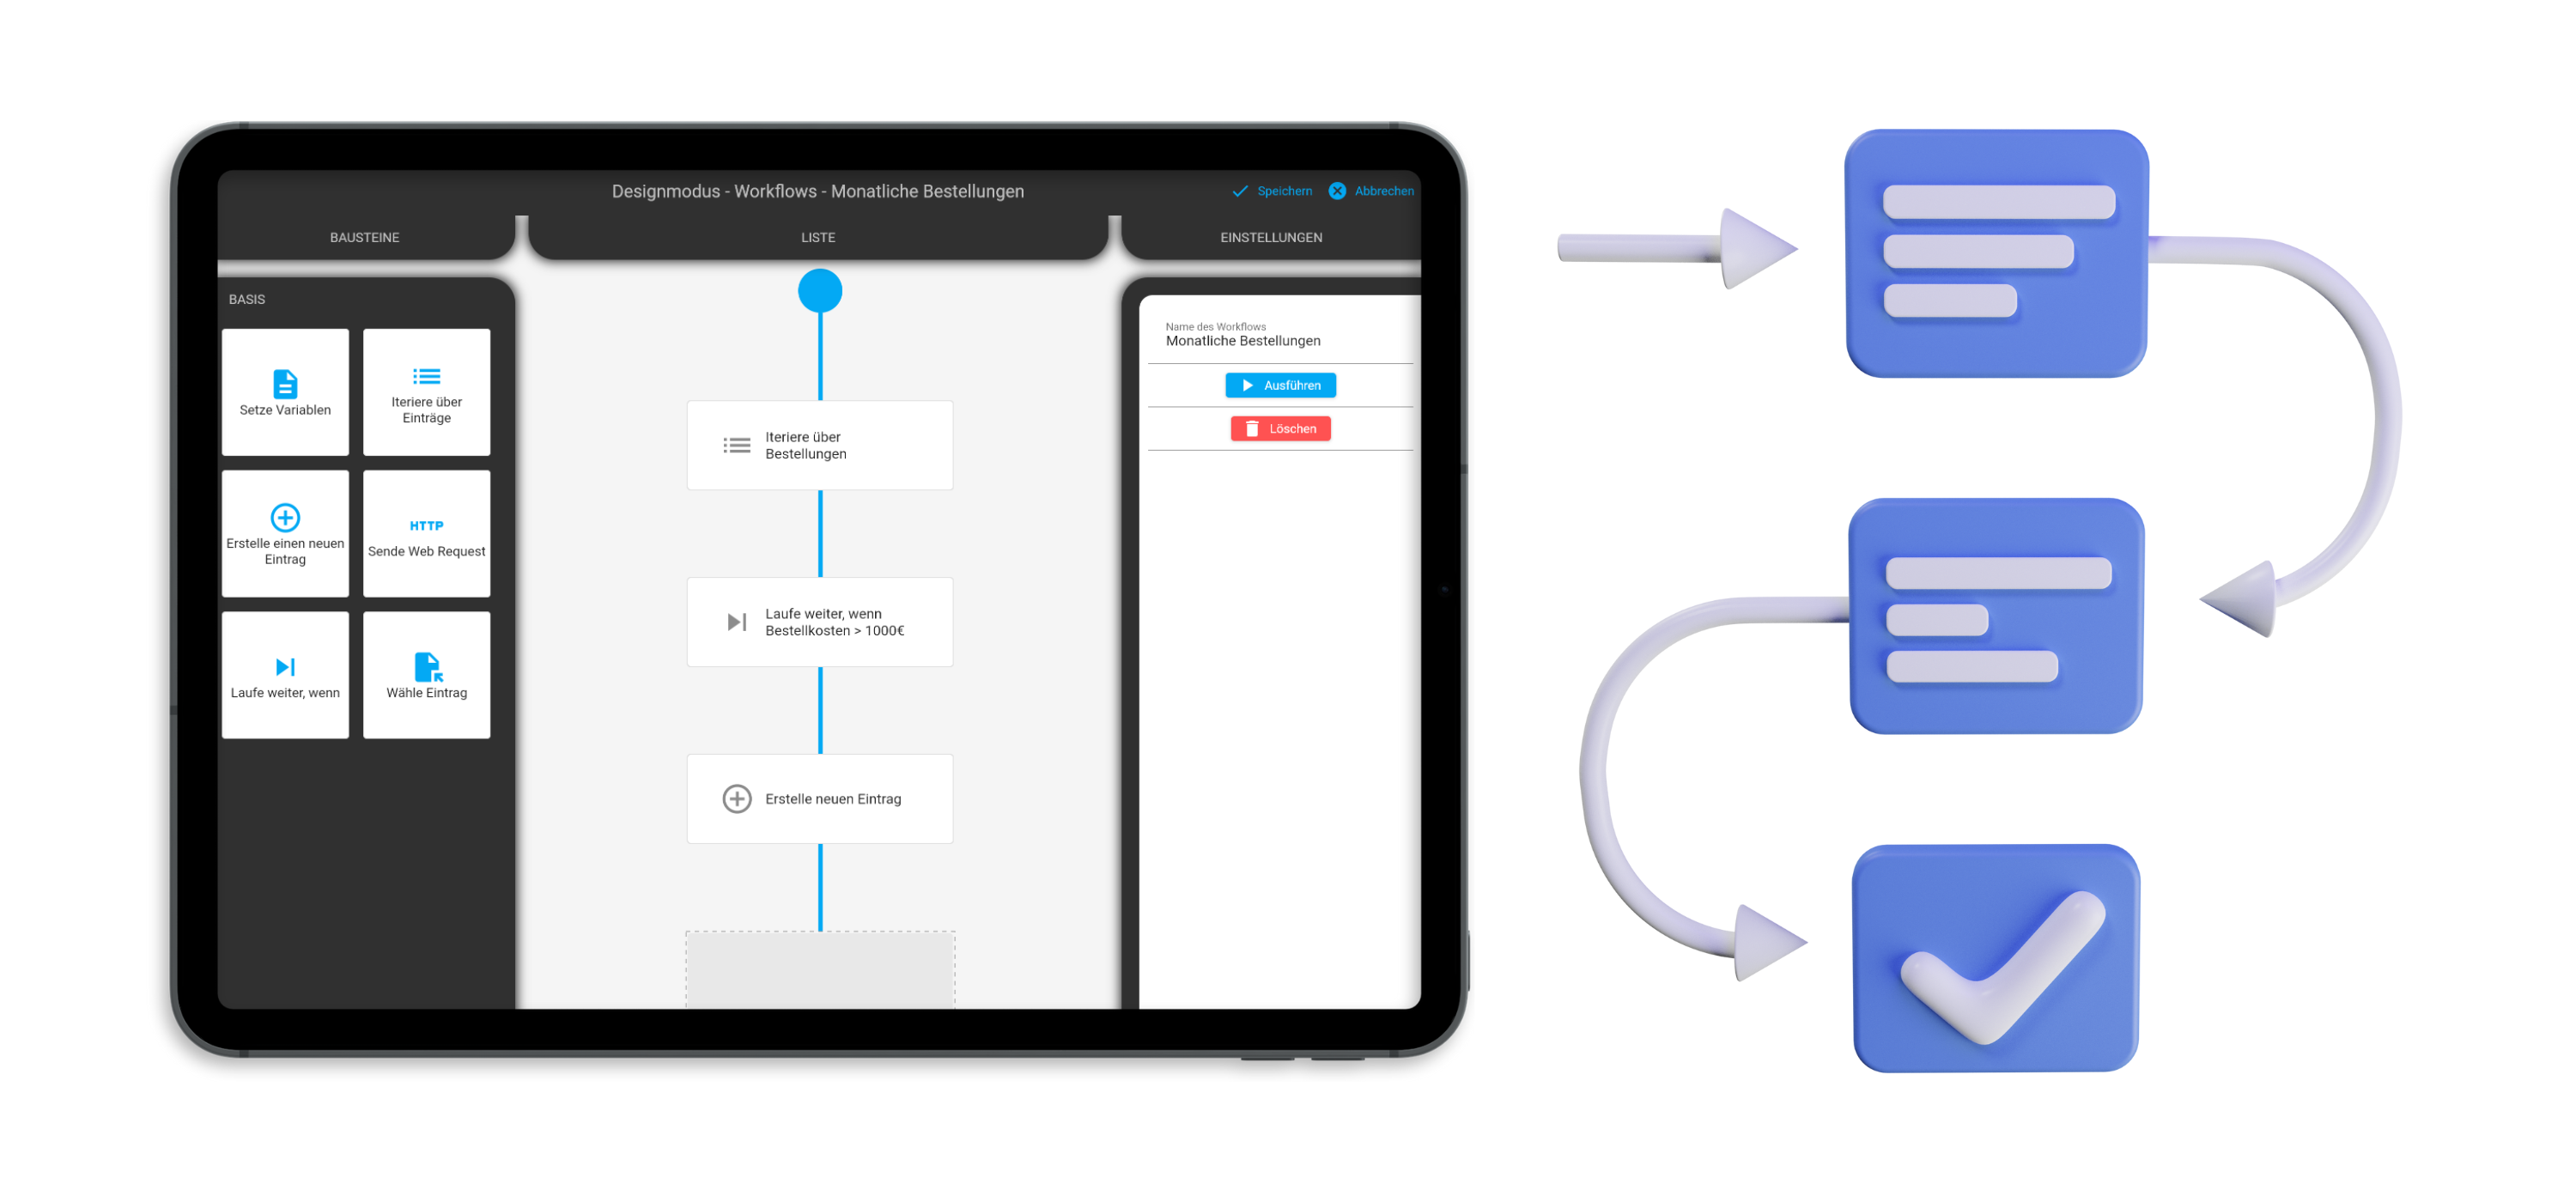 Designmodus - Workflows - Monatliche Bestellungen
Speichern
Abbrechen
BAUSTEINE
LISTE
EINSTELLUNGEN
BASIS
Setze Variablen
Iteriere über
Einträge
Erstelle einen neuen
Eintrag
HTTP
Sende Web Request
Laufe weiter, wenn
Wähle Eintrag
Iteriere über
Bestellungen
Laufe weiter, wenn
Bestellkosten > 1000€
Erstelle neuen Eintrag
Name des Workflows
Monatliche Bestellungen
Ausführen
Löschen